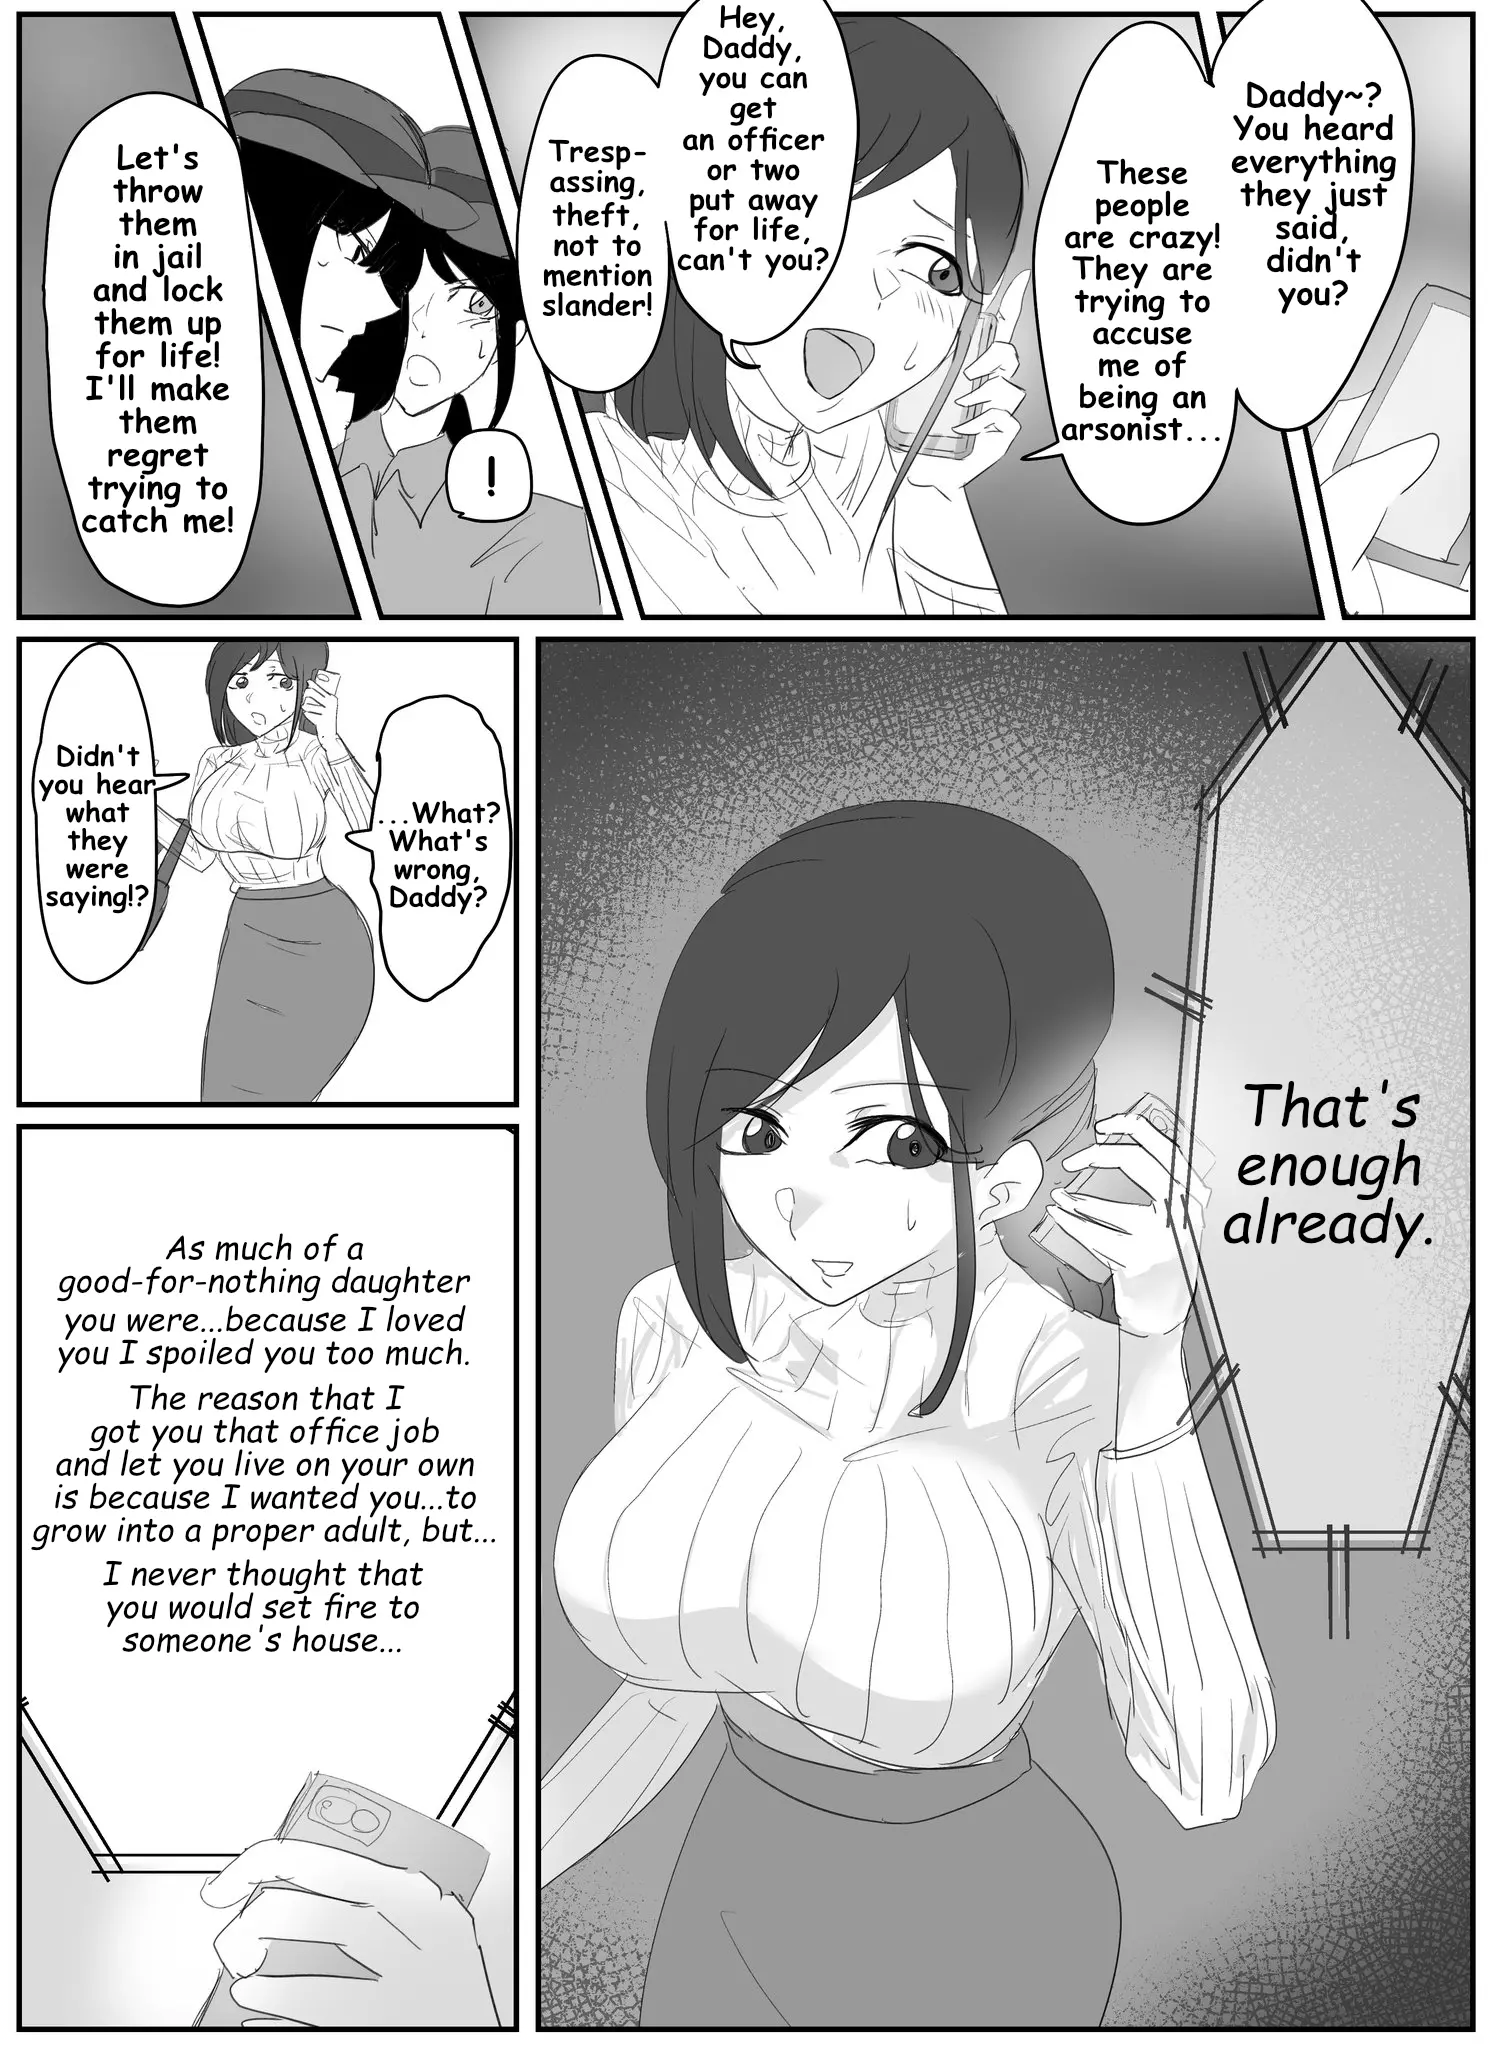 Daddy~?
You heard
everything
they just
said,
didn't
you?
These
people
are crazy!
They are
trying to
accuse
me of
being an
arsonist...
Hey,
Daddy,
you can
get
an officer
or two
put away
for life,
can't you?
Tresp-
assing,
theft,
not to
mention
slander!
!
Let's
throw
them
in jail
and lock
them up
for life!
I'll make
them
regret
trying to
catch me!
That's
enough
already.
...What?
What's
wrong,
Daddy?
Didn't
you hear
what
they
were
saying!?
As much of a
good-for-nothing daughter
you were...because I loved
you I spoiled you too much.
The reason that I
got you that office job
and let you live on your own
is because I wanted you...to
grow into a proper adult, but...
I never thought that
you would set fire to
someone's house...